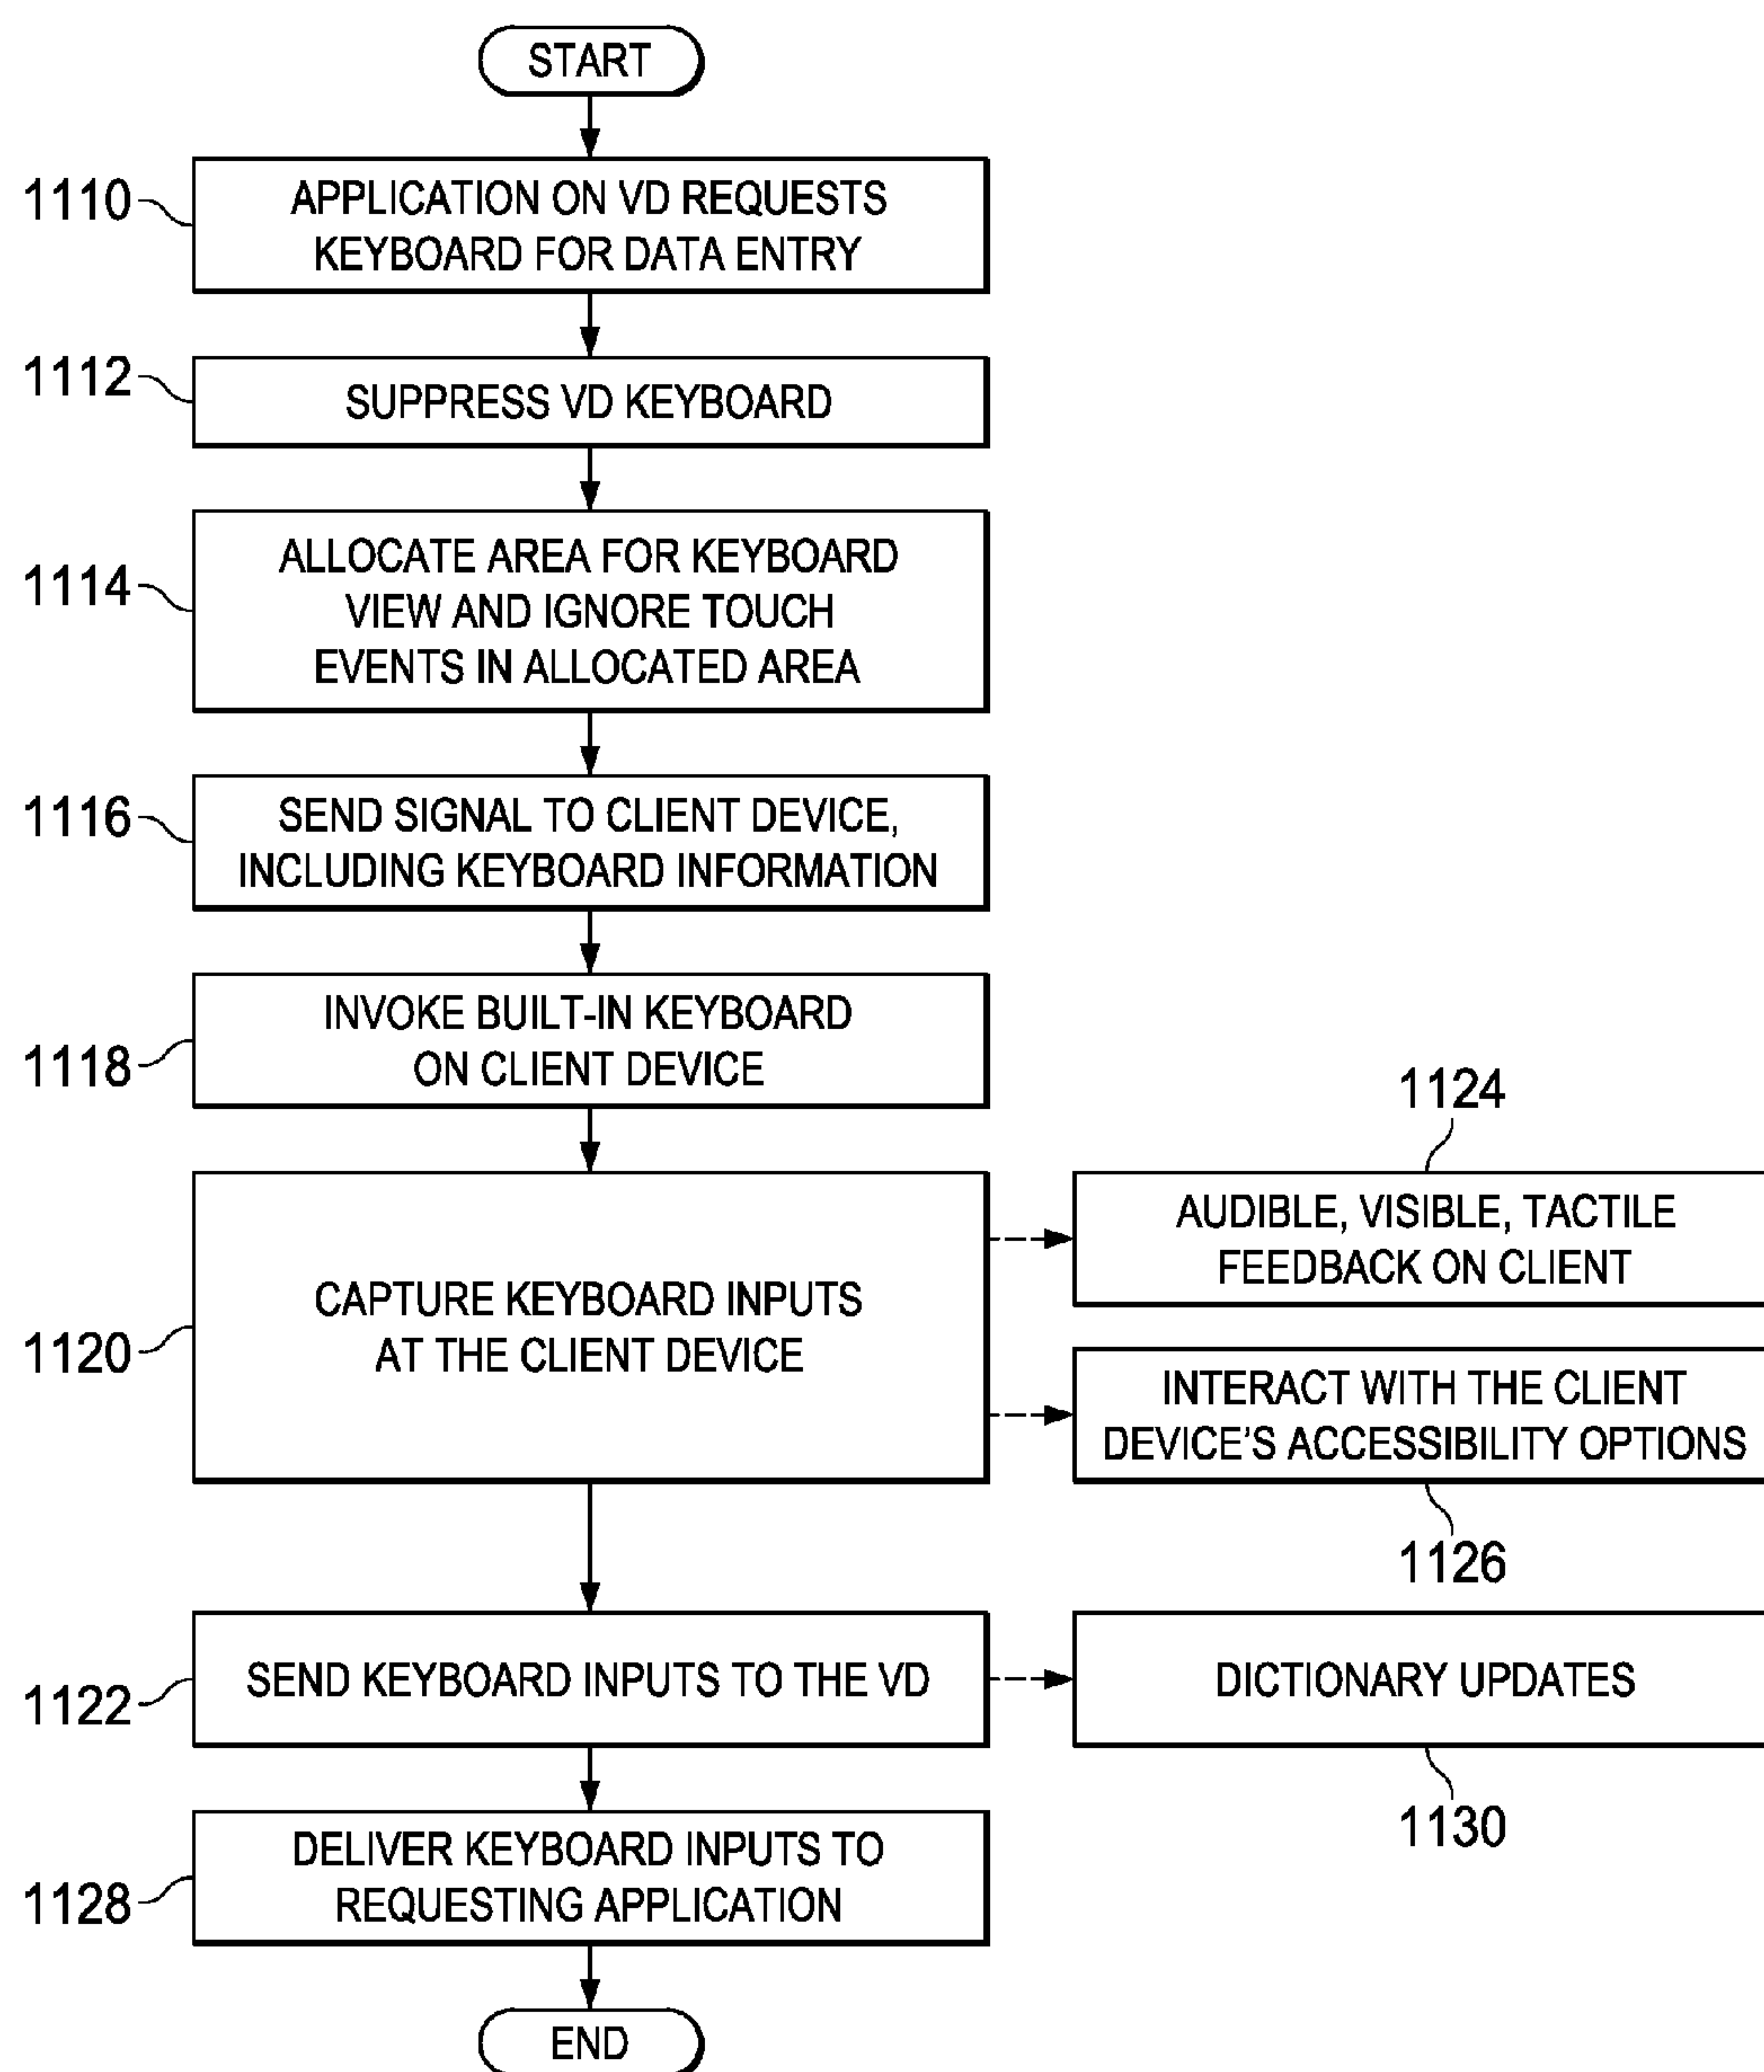 START
1110
APPLICATION ON VD REQUESTS
KEYBOARD FOR DATA ENTRY
1112
SUPPRESS VD KEYBOARD
1114
ALLOCATE AREA FOR KEYBOARD
VIEW AND IGNORE TOUCH
EVENTS IN ALLOCATED AREA
1116
SEND SIGNAL TO CLIENT DEVICE,
INCLUDING KEYBOARD INFORMATION
1118
INVOKE BUILT-IN KEYBOARD
ON CLIENT DEVICE
1120
CAPTURE KEYBOARD INPUTS
AT THE CLIENT DEVICE
1124
AUDIBLE, VISIBLE, TACTILE
FEEDBACK ON CLIENT
INTERACT WITH THE CLIENT
DEVICE'S ACCESSIBILITY OPTIONS
1126
1122
SEND KEYBOARD INPUTS TO THE VD
DICTIONARY UPDATES
1130
1128
DELIVER KEYBOARD INPUTS TO
REQUESTING APPLICATION
END